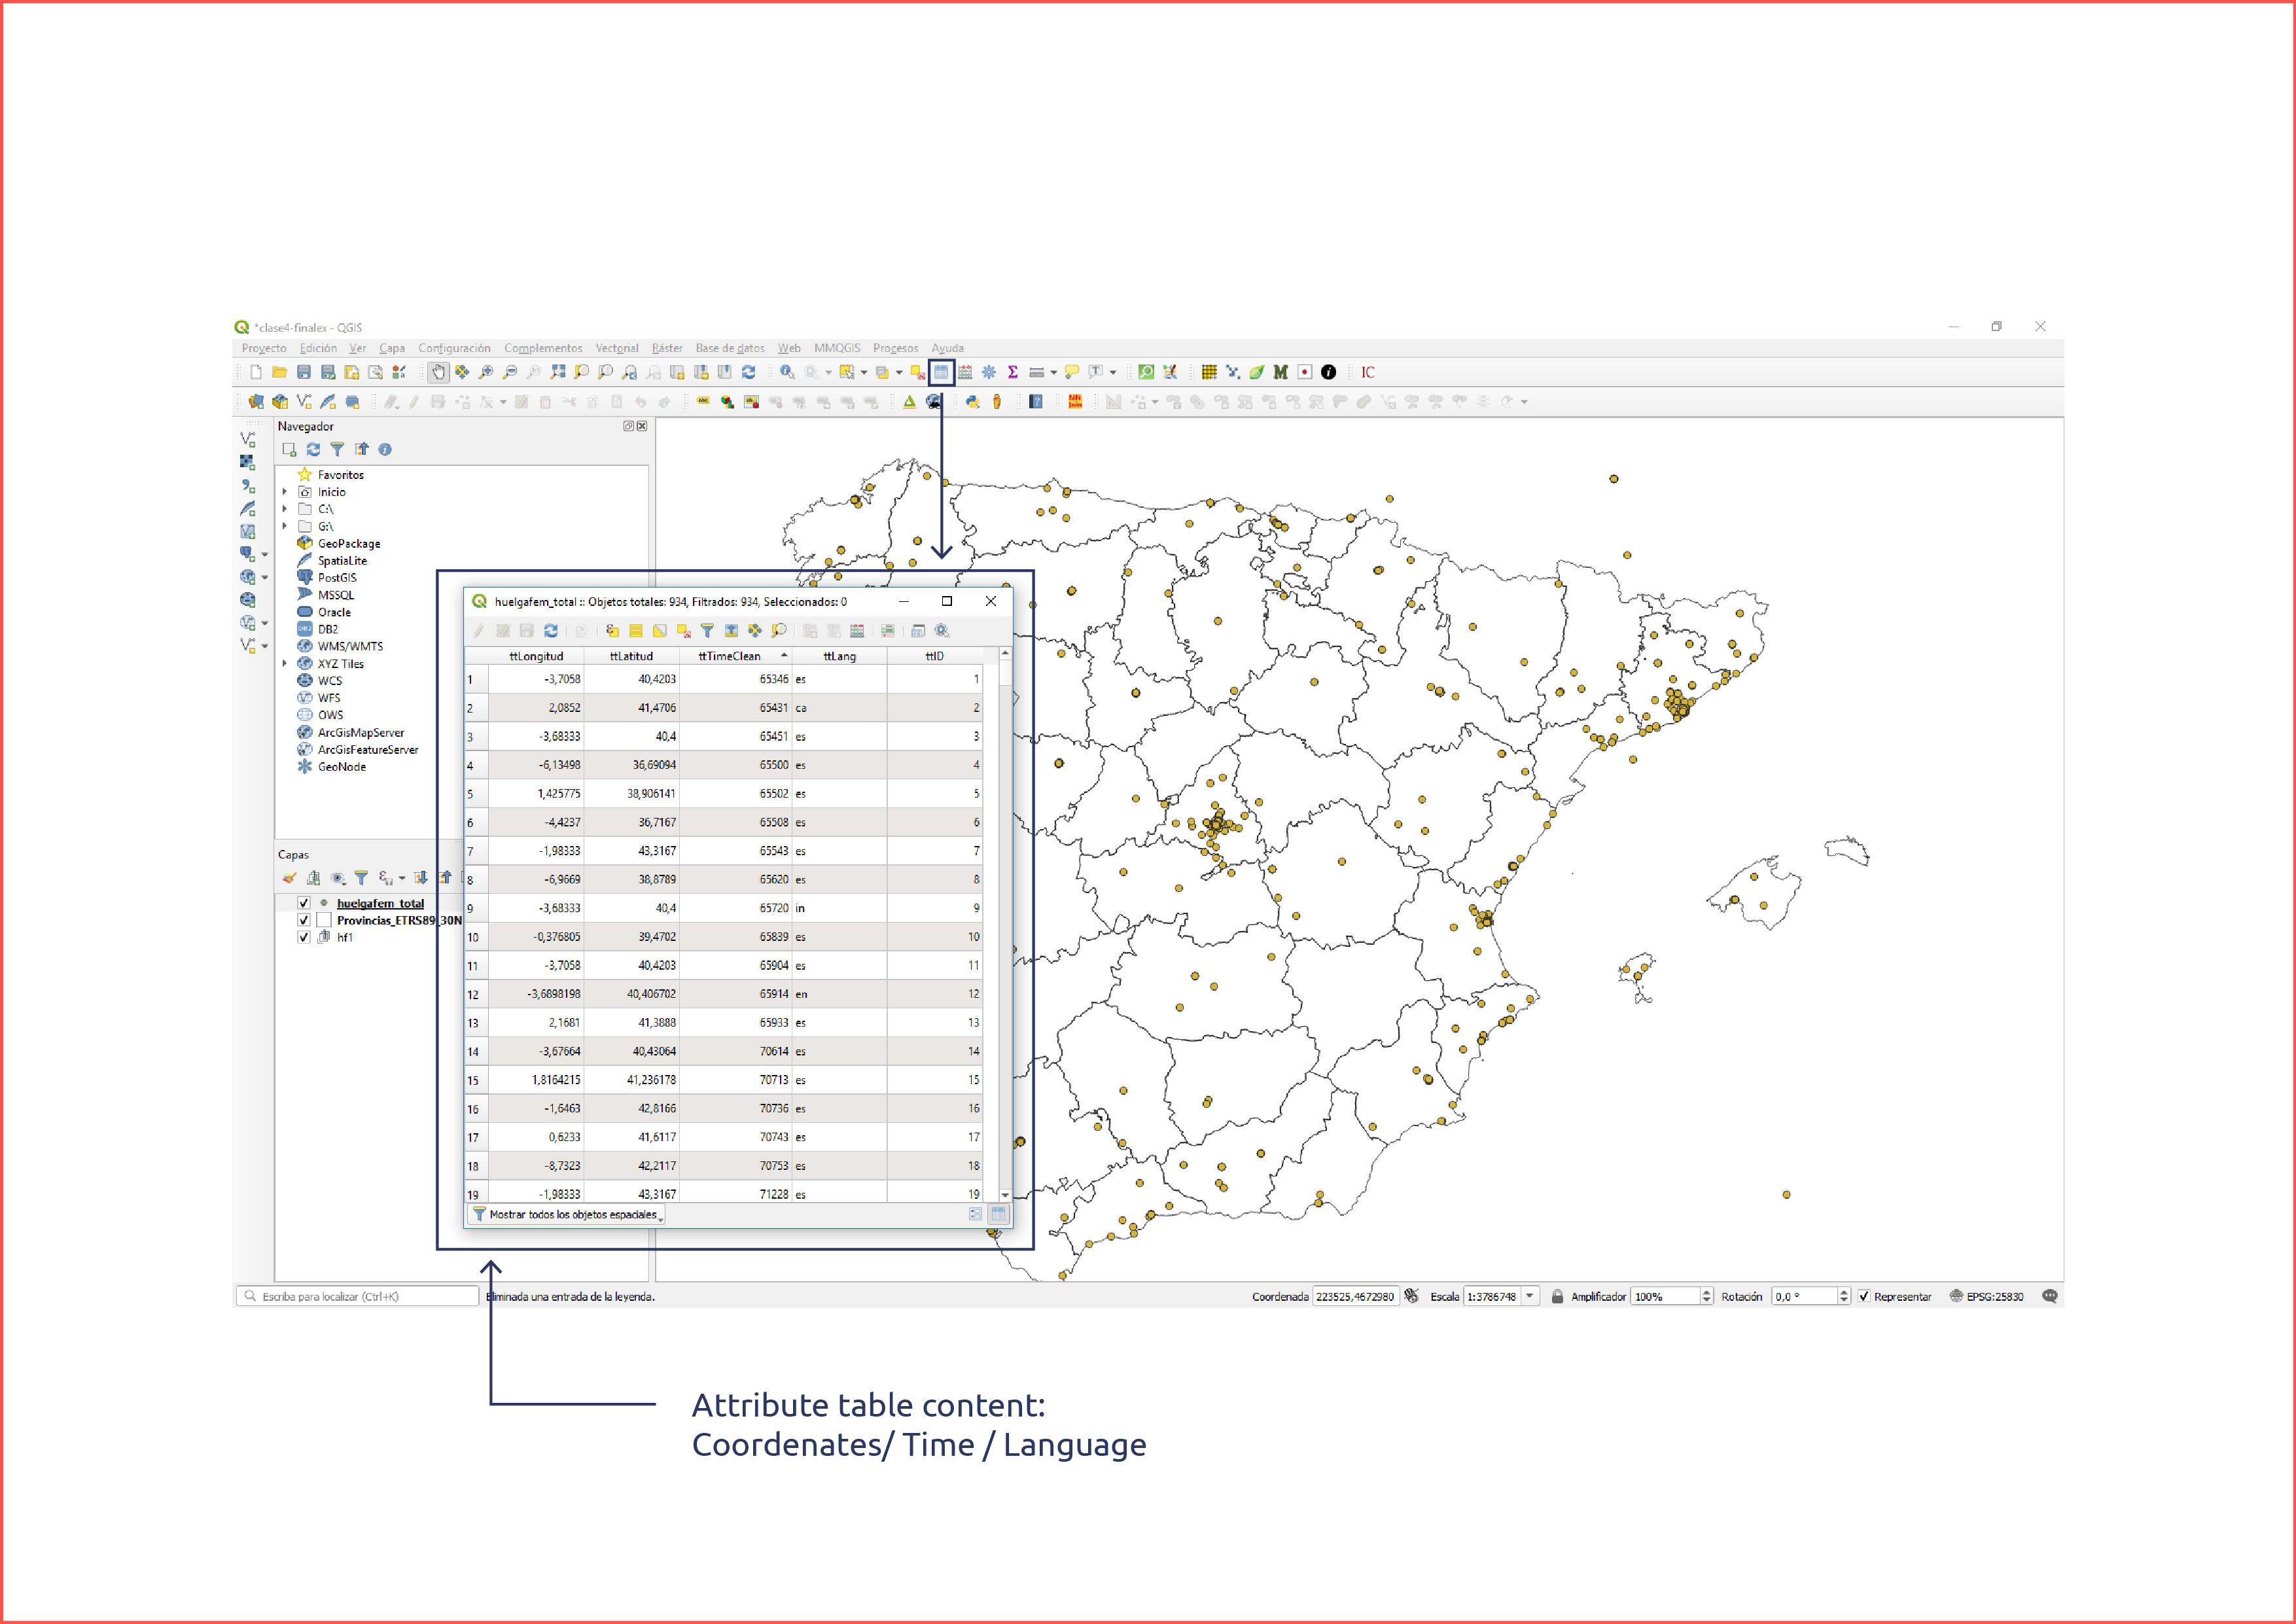 *clase4-finalex - QGIS
Proyecto Edición Ver Capa Configuración Complementos Vectorial Ráster Base de datos Web MMQGIS Procesos Ayuda
IC
Navegador
Favoritos
Inicio
C:\
G:\
GeoPackage
SpatiaLite
PostGIS
MSSQL
Oracle
DB2
WMS/WMTS
XYZ Tiles
WCS
WFS
OWS
ArcGisMapServer
ArcGisFeatureServer
GeoNode
Capas
huelgafem_total
Provincias_ETRS89_30N
hf1
huelgafem_total :: Objetos totales: 934, Filtrados: 934, Seleccionados: 0
ttLongitud ttLatitud ttTimeClean ttLang ttID
1 -3,7058 40,4203 65346 es 1
2 2,0852 41,4706 65431 ca 2
3 -3,68333 40,4 65451 es 3
4 -6,13498 36,69094 65500 es 4
5 1,425775 38,906141 65502 es 5
6 -4,4237 36,7167 65508 es 6
7 -1,98333 43,3167 65543 es 7
8 -6,9669 38,8789 65620 es 8
9 -3,68333 40,4 65720 in 9
10 -0,376805 39,4702 65839 es 10
11 -3,7058 40,4203 65904 es 11
12 -3,6898198 40,406702 65914 en 12
13 2,1681 41,3888 65933 es 13
14 -3,67664 40,43064 70614 es 14
15 1,8164215 41,236178 70713 es 15
16 -1,6463 42,8166 70736 es 16
17 0,6233 41,6117 70743 es 17
18 -8,7323 42,2117 70753 es 18
19 -1,98333 43,3167 71228 es 19
Mostrar todos los objetos espaciales
Escriba para localizar (Ctrl+K) Eliminada una entrada de la leyenda. Coordenada 223525,4672980 Escala 1:3786748 Amplificador 100% Rotación 0,0 ° Representar EPSG:25830
Attribute table content:
Coordenates/ Time / Language